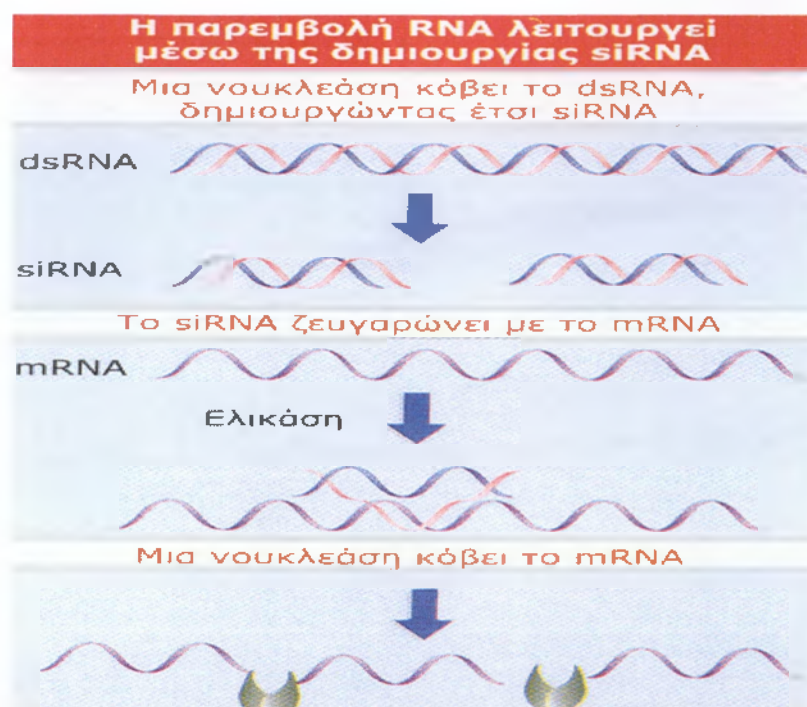 Η παρεμβολή RNA λειτουργεί
μέσω της δημιουργίας siRNA
Μια νουκλεάση κόβει το dsRNA,
δημιουργώντας έτσι siRNA
dsRNA
siRNA
Το siRNA ζευγαρώνει με το mRNA
mRNA
Ελικάση
Μια νουκλεάση κόβει το mRNA